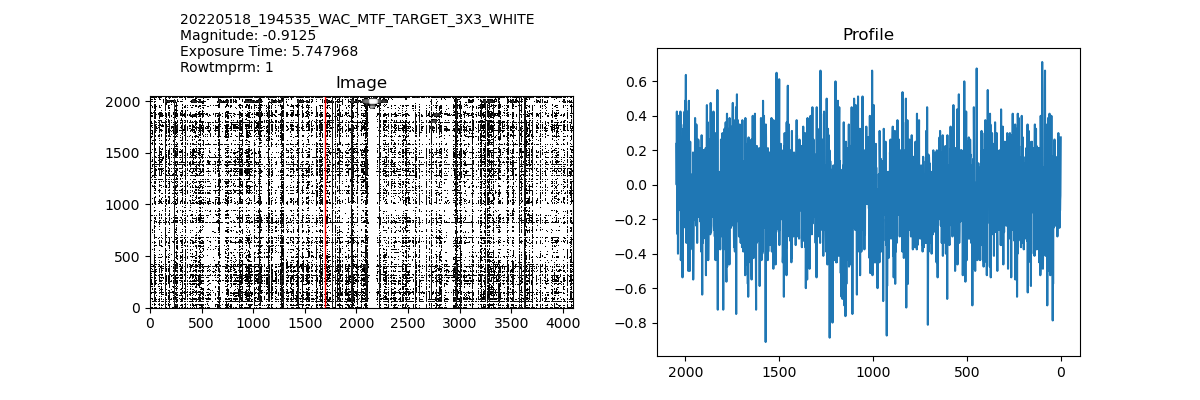 20220518_194535_WAC_MTF_TARGET_3X3_WHITE
Magnitude: -0.9125
Exposure Time: 5.747968
Rowtmprm: 1
Image
2000
1500
1000
500
0
0 500 1000 1500 2000 2500 3000 3500 4000
Profile
0.6
0.4
0.2
0.0
−0.2
−0.4
−0.6
−0.8
2000 1500 1000 500 0